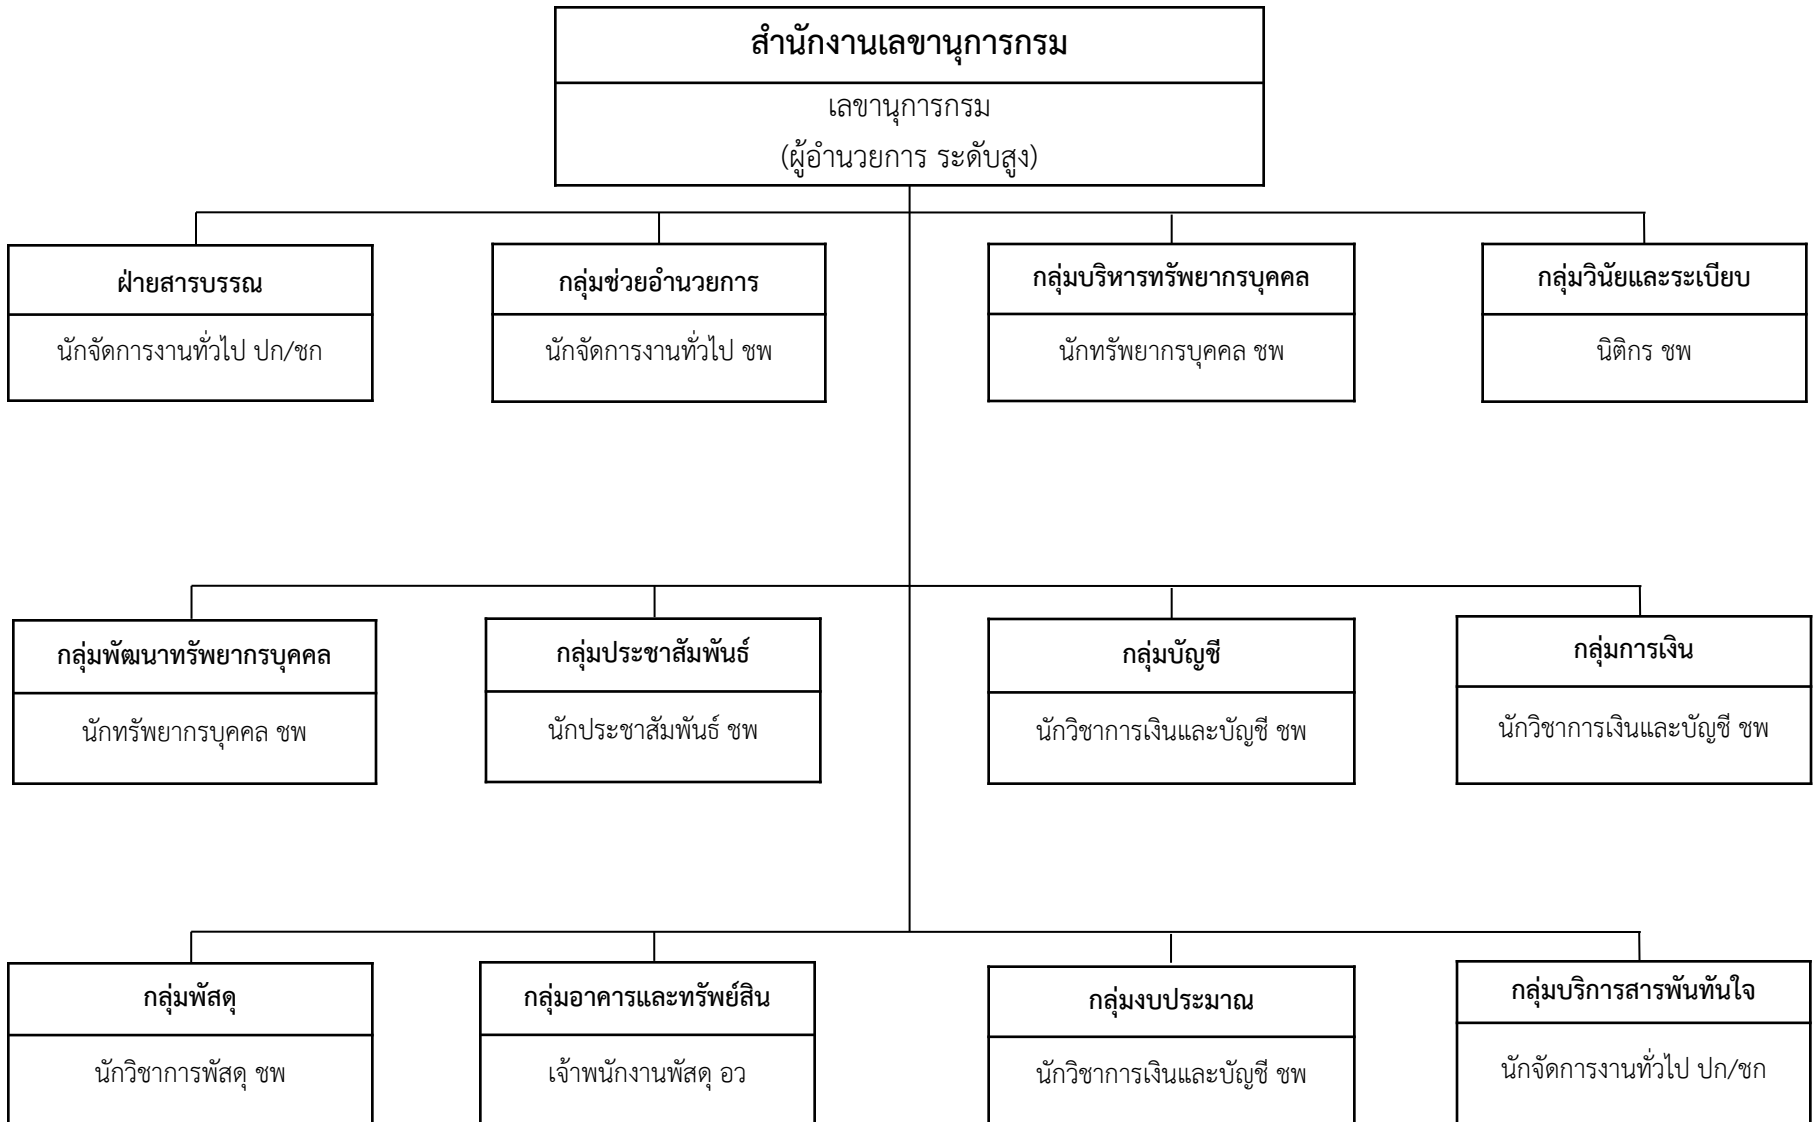 สำนักงานเลขานุการกรม
เลขานุการกรม
(ผู้อำนวยการ ระดับสูง)
ฝ่ายสารบรรณ
นักจัดการงานทั่วไป ปก/ชก
กลุ่มช่วยอำนวยการ
นักจัดการงานทั่วไป ชพ
กลุ่มบริหารทรัพยากรบุคคล
นักทรัพยากรบุคคล ชพ
กลุ่มวินัยและระเบียบ
นิติกร ชพ
กลุ่มพัฒนาทรัพยากรบุคคล
นักทรัพยากรบุคคล ชพ
กลุ่มประชาสัมพันธ์
นักประชาสัมพันธ์ ชพ
กลุ่มบัญชี
นักวิชาการเงินและบัญชี ชพ
กลุ่มการเงิน
นักวิชาการเงินและบัญชี ชพ
กลุ่มพัสดุ
นักวิชาการพัสดุ ชพ
กลุ่มอาคารและทรัพย์สิน
เจ้าพนักงานพัสดุ อว
กลุ่มงบประมาณ
นักวิชาการเงินและบัญชี ชพ
กลุ่มบริการสารพันทันใจ
นักจัดการงานทั่วไป ปก/ชก